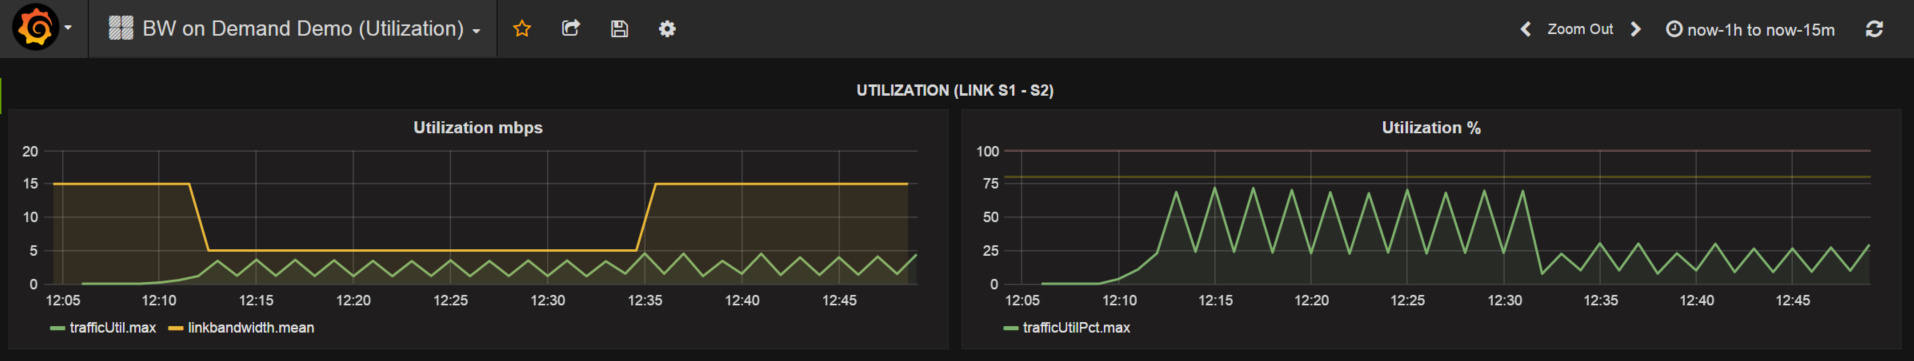 BW on Demand Demo (Utilization)
Zoom Out
now-1h to now-15m
UTILIZATION (LINK S1 - S2)
Utilization mbps
20
15
10
5
0
12:05 12:10 12:15 12:20 12:25 12:30 12:35 12:40 12:45
trafficUtil.max linkbandwidth.mean
Utilization %
100
75
50
25
0
12:05 12:10 12:15 12:20 12:25 12:30 12:35 12:40 12:45
trafficUtilPct.max